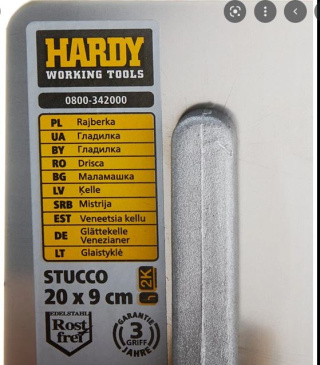 HARDY
WORKING TOOLS
0800-342000
PL Rajberka
UA Гладилка
BY Гладилка
RO Drisca
BG Маламашка
LV Ķelle
SRB Mistrija
EST Veneetsia kellu
DE Glättekelle
Venezianer
LT Glaistyklė
STUCCO
20 x 9 cm
2K
EDELSTAHL
Rost
frei
GARANTIE
3
GRIFF
JAHRE